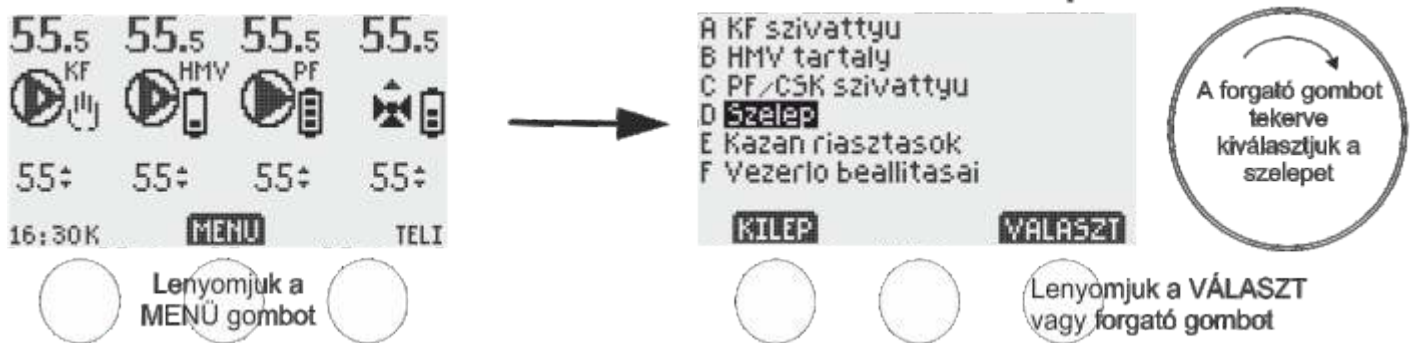 55.5 55.5 55.5 55.5
KF HMV PF
55 55 55 55
16:30K MENU TELI
Lenyomjuk a
MENÜ gombot
A KF szivattyu
B HMV tartaly
C PF/CSK szivattyu
D Szelep
E Kazan riasztasok
F Vezerlo beallitasai
KILEP VALASZT
Lenyomjuk a VÁLASZT
vagy forgató gombot
A forgató gombot
tekerve
kiválasztjuk a
szelepet